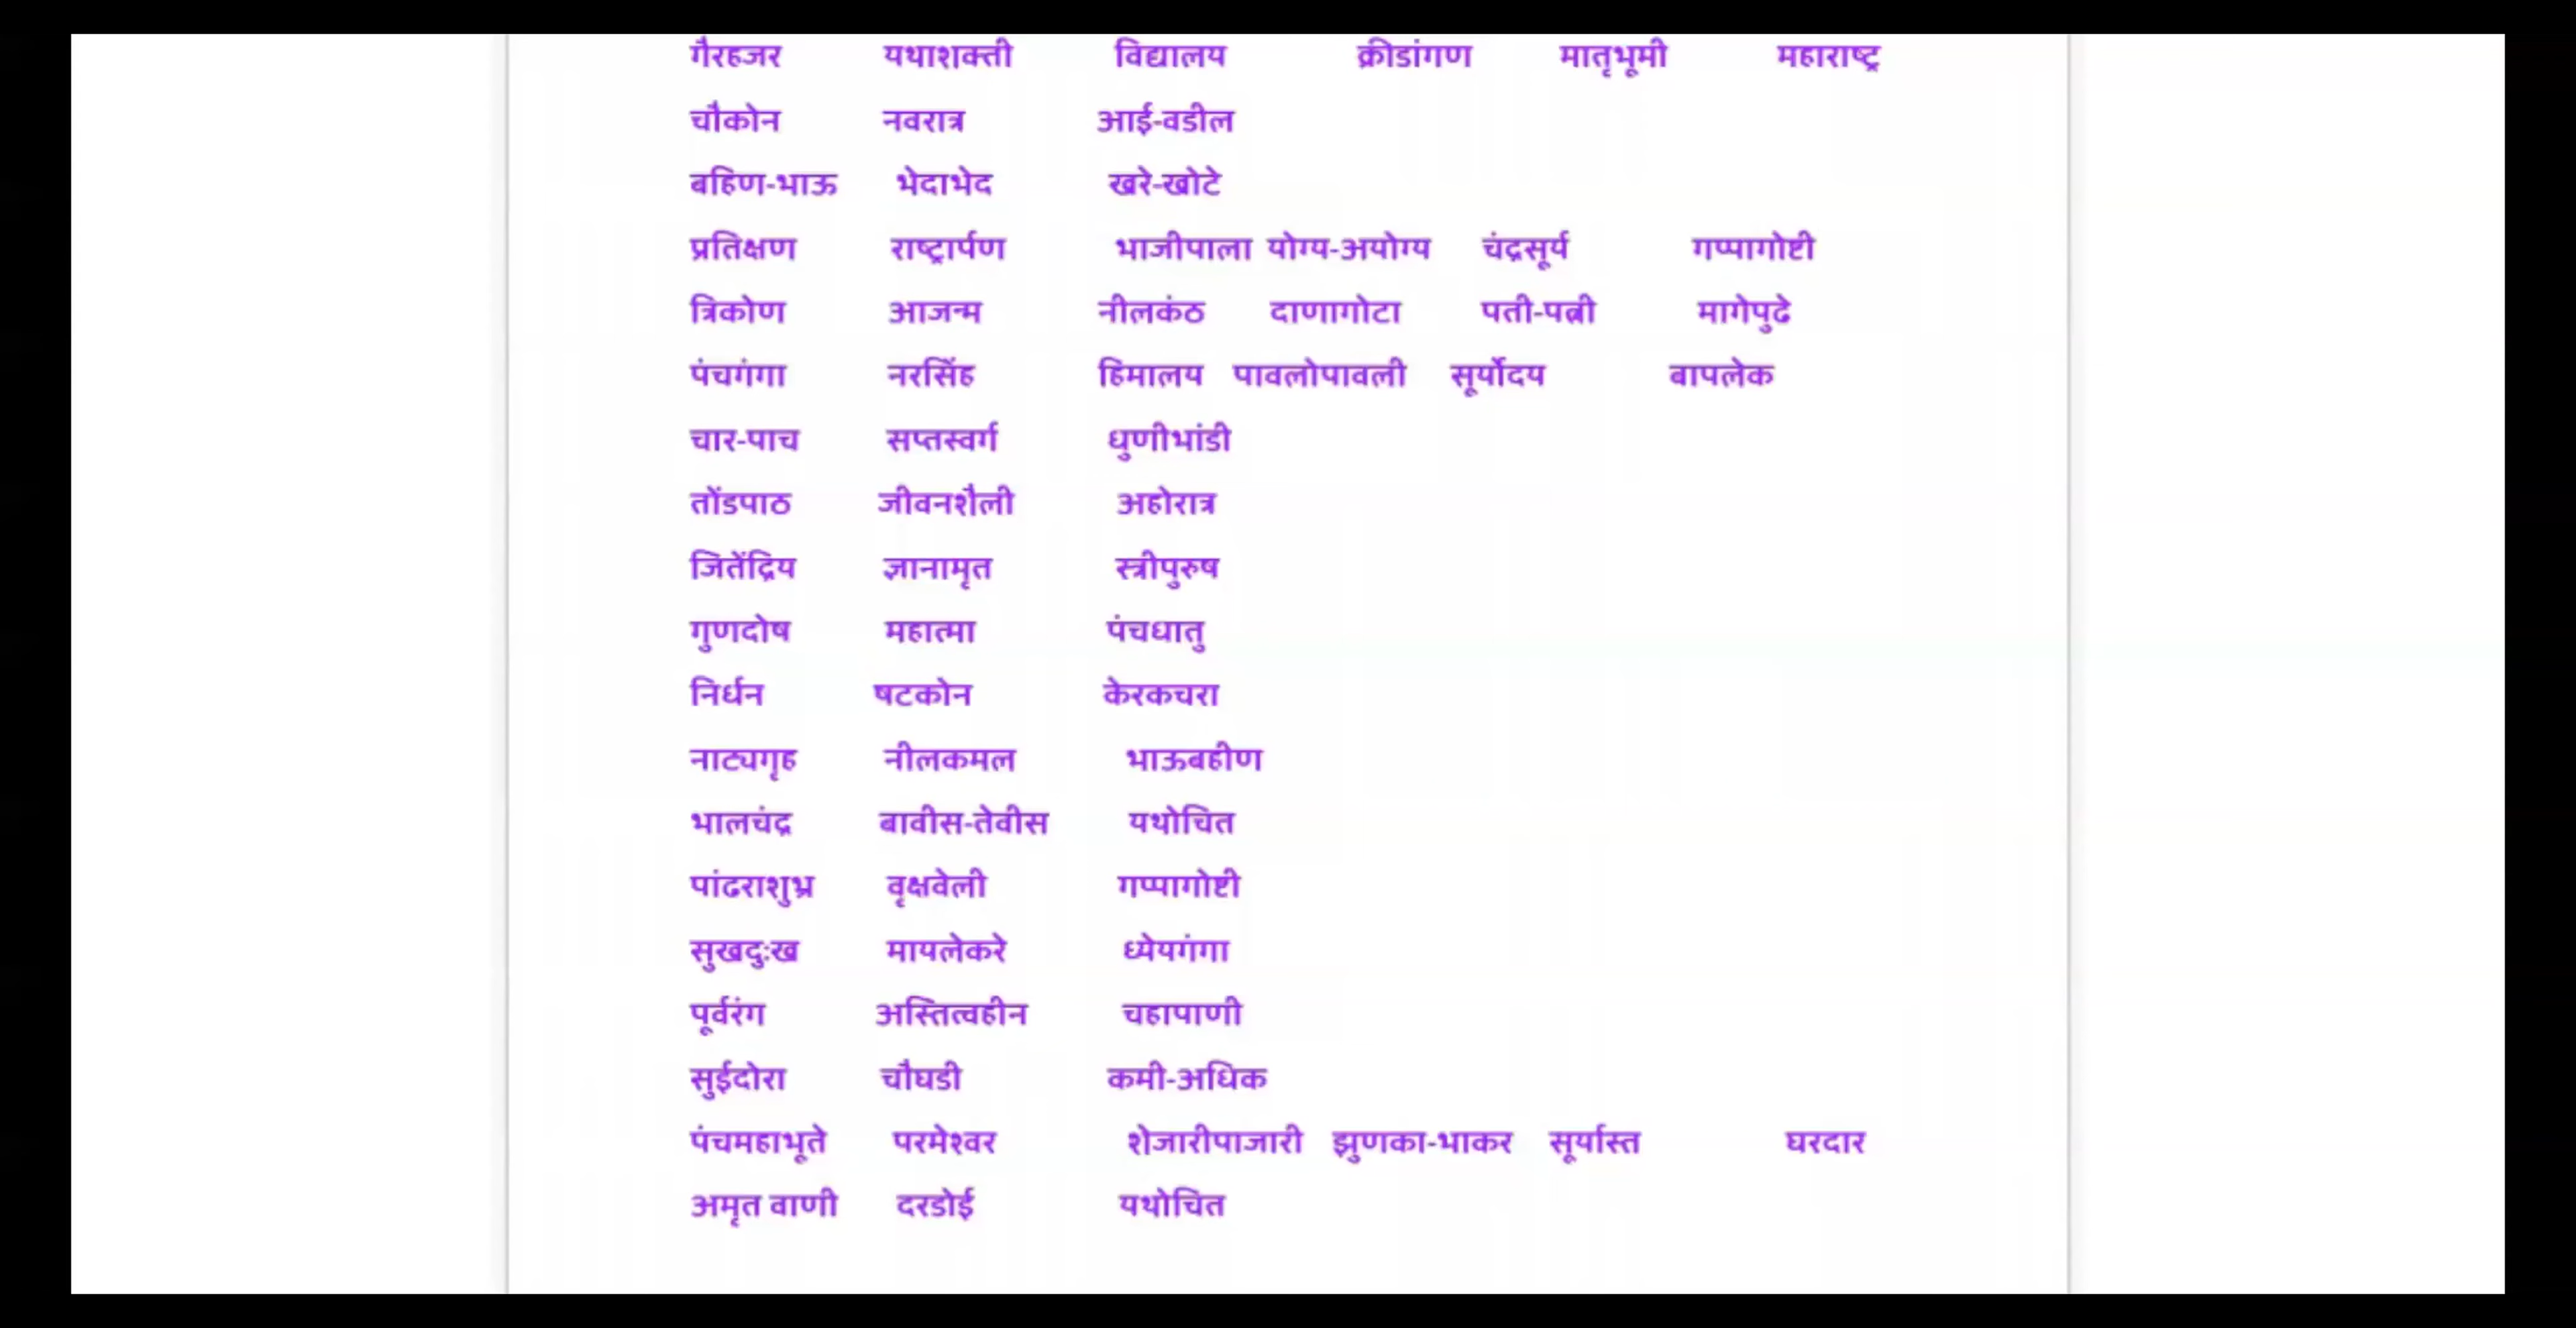 गैरहजर यथाशक्ती विद्यालय क्रीडांगण मातृभूमी महाराष्ट्र
चौकोन नवरात्र आई-वडील
बहिण-भाऊ भेदाभेद खरे-खोटे
प्रतिक्षण राष्ट्रार्पण भाजीपाला योग्य-अयोग्य चंद्रसूर्य गप्पागोष्टी
त्रिकोण आजन्म नीलकंठ दाणागोटा पती-पत्नी मागेपुढे
पंचगंगा नरसिंह हिमालय पावलोपावली सूर्योदय बापलेक
चार-पाच सप्तस्वर्ग धुणीभांडी
तोंडपाठ जीवनशैली अहोरात्र
जितेंद्रिय ज्ञानामृत स्त्रीपुरुष
गुणदोष महात्मा पंचधातु
निर्धन षटकोन केरकचरा
नाट्यगृह नीलकमल भाऊबहीण
भालचंद्र बावीस-तेवीस यथोचित
पांढराशुभ्र वृक्षवेली गप्पागोष्टी
सुखदुःख मायलेकरे ध्येयगंगा
पूर्वरंग अस्तित्वहीन चहापाणी
सुईदोरा चौघडी कमी-अधिक
पंचमहाभूते परमेश्वर शेजारीपाजारी झुणका-भाकर सूर्यास्त घरदार
अमृत वाणी दरडोई यथोचित